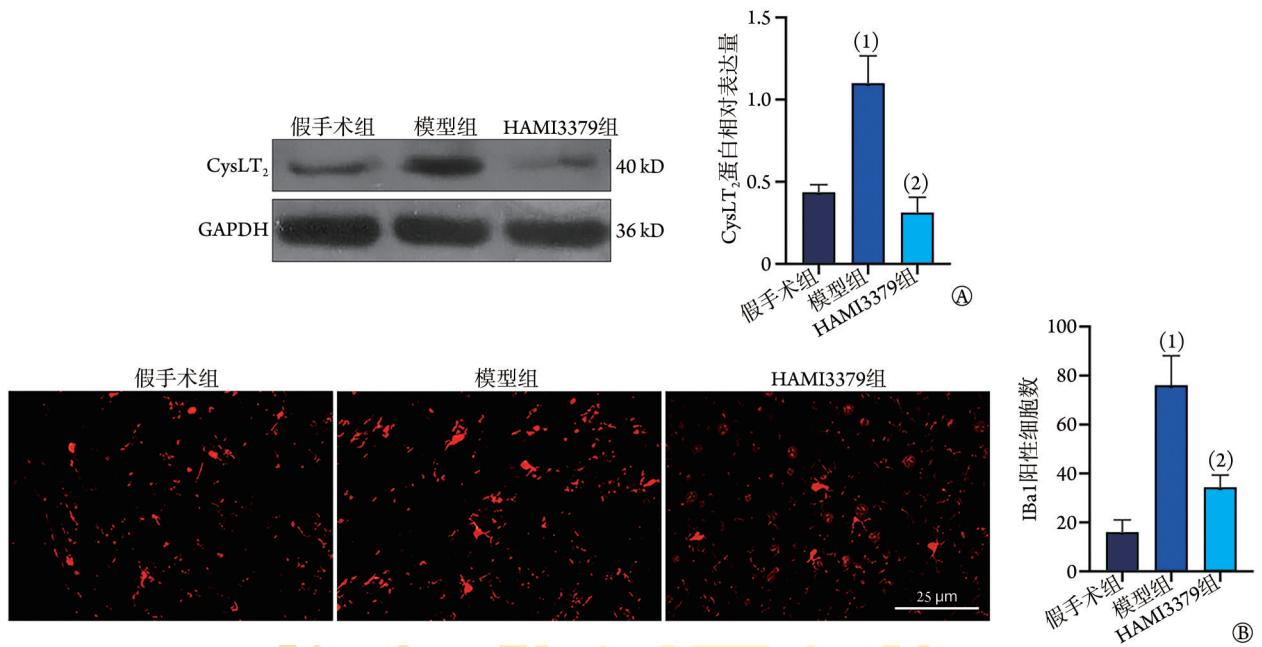 假手术组 模型组 HAMI3379组
CysLT2 40 kD
GAPDH 36 kD
CysLT2蛋白相对表达量
1.5
1.0
0.5
0
(1)
(2)
假手术组 模型组 HAMI3379组
Ⓐ
假手术组 模型组 HAMI3379组
25 μm
IBa1阳性细胞数
100
80
60
40
20
0
(1)
(2)
假手术组 模型组 HAMI3379组
Ⓑ